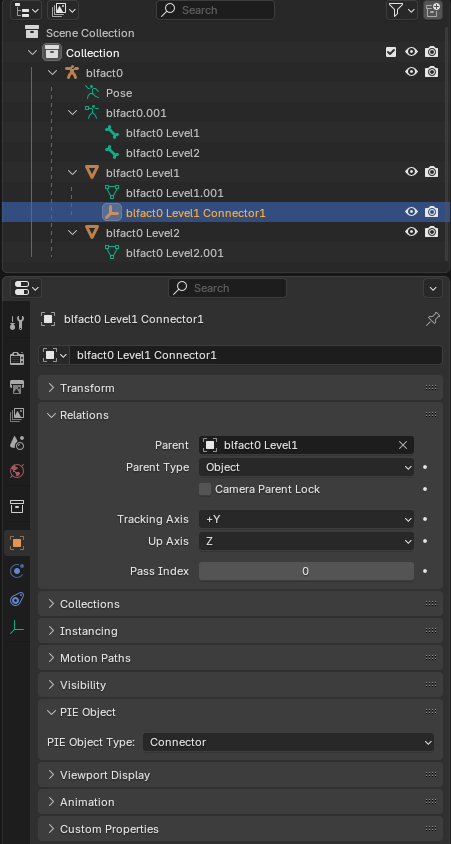 Search
Scene Collection
Collection
blfact0
Pose
blfact0.001
blfact0 Level1
blfact0 Level2
blfact0 Level1
blfact0 Level1.001
blfact0 Level1 Connector1
blfact0 Level2
blfact0 Level2.001
Search
blfact0 Level1 Connector1
blfact0 Level1 Connector1
Transform
Relations
Parent blfact0 Level1
Parent Type Object
Camera Parent Lock
Tracking Axis +Y
Up Axis Z
Pass Index 0
Collections
Instancing
Motion Paths
Visibility
PIE Object
PIE Object Type: Connector
Viewport Display
Animation
Custom Properties